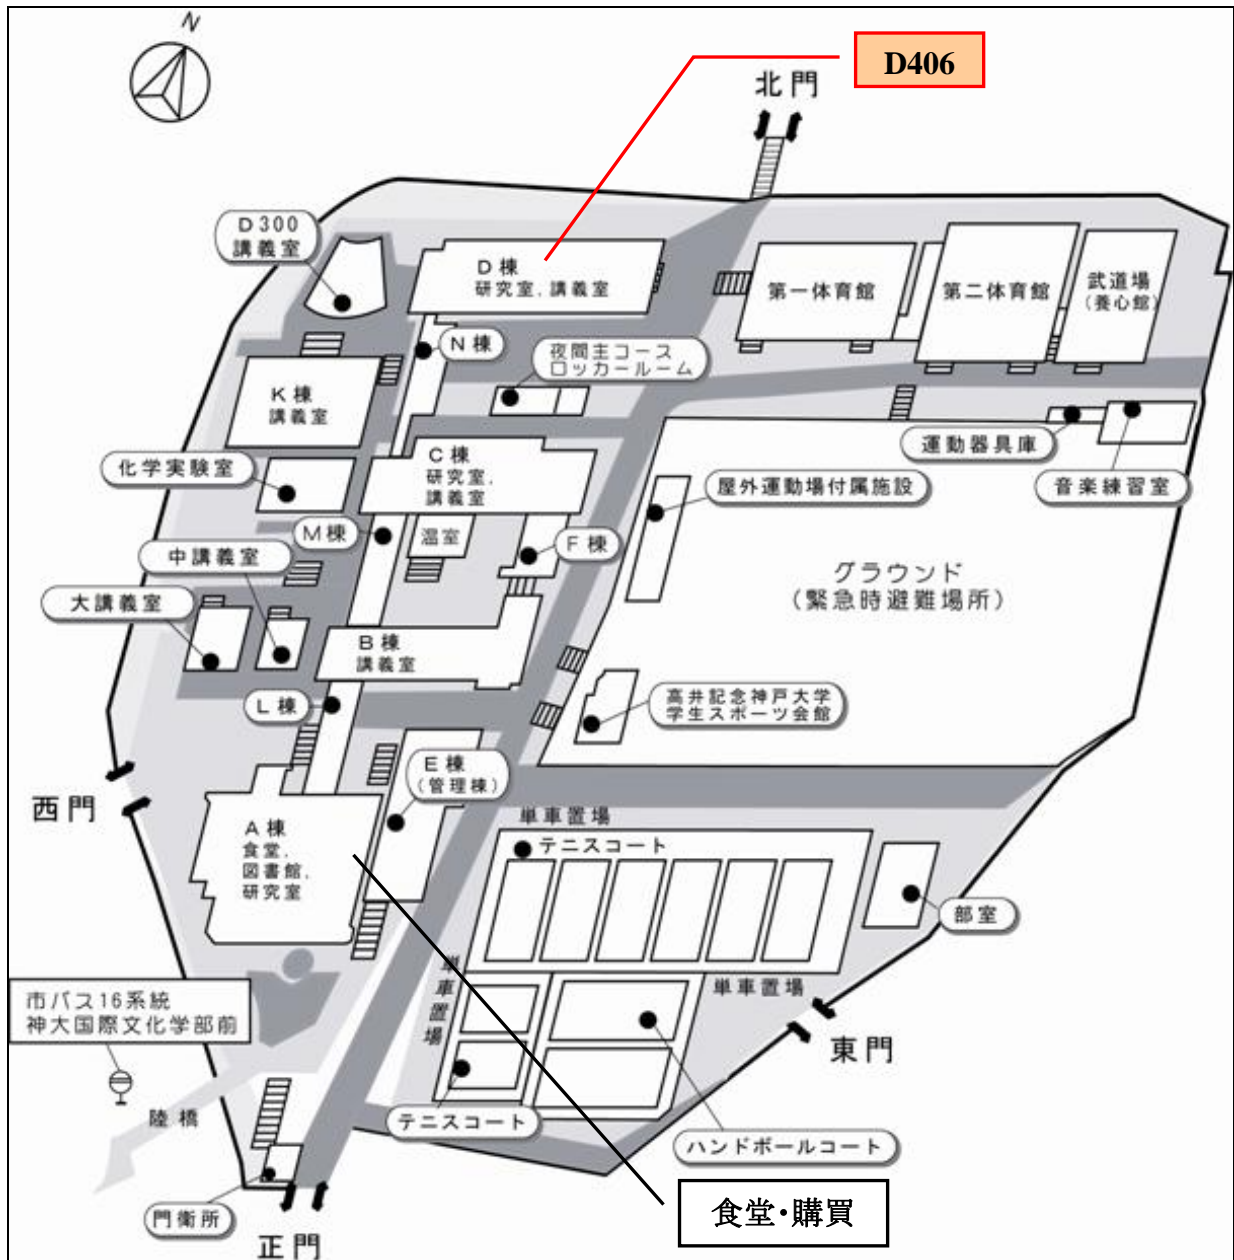 N
D406
北門
D300
講義室
D棟
研究室, 講義室
第一体育館
第二体育館
武道場
(養心館)
N棟
夜間主コース
ロッカールーム
K棟
講義室
C棟
研究室,
講義室
運動器具庫
音楽練習室
化学実験室
屋外運動場付属施設
M棟
温室
F棟
中講義室
大講義室
グラウンド
(緊急時避難場所)
B棟
講義室
L棟
高井記念神戸大学
学生スポーツ会館
E棟
(管理棟)
西門
A棟
食堂,
図書館,
研究室
単車置場
テニスコート
部室
単車置場
単車置場
市バス16系統
神大国際文化学部前
東門
陸橋
テニスコート
ハンドボールコート
門衛所
正門
食堂・購買